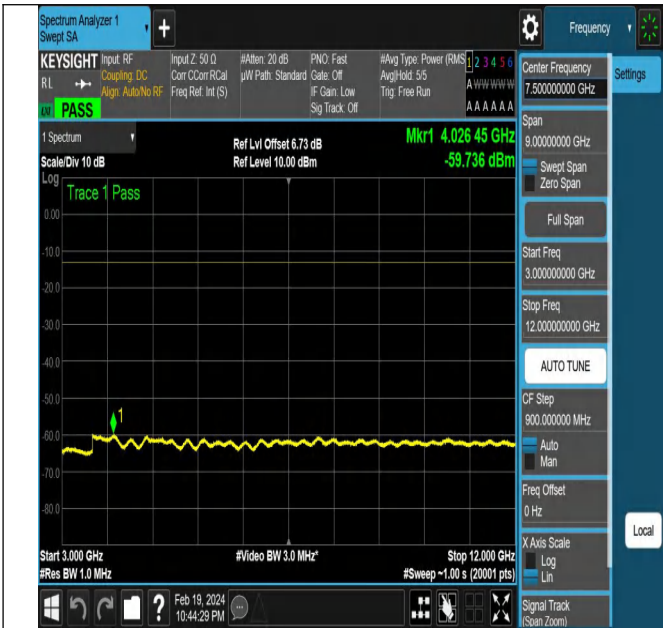 Spectrum Analyzer 1
Swept SA
Frequency
KEYSIGHT
RL
PASS
Input: RF
Coupling: DC
Align: Auto/No RF
Input Z: 50 Ω
Corr CCorr RCal
Freq Ref: Int (S)
#Atten: 20 dB
µW Path: Standard
PNO: Fast
Gate: Off
IF Gain: Low
Sig Track: Off
#Avg Type: Power (RMS
Avg|Hold: 5/5
Trig: Free Run
1 2 3 4 5 6
A W W W W W
A A A A A A
1 Spectrum
Scale/Div 10 dB
Ref Lvl Offset 6.73 dB
Ref Level 10.00 dBm
Mkr1 4.026 45 GHz
-59.736 dBm
Log
Trace 1 Pass
0.00
-10.0
-20.0
-30.0
-40.0
-50.0
-60.0
-70.0
-80.0
1
Start 3.000 GHz
#Res BW 1.0 MHz
#Video BW 3.0 MHz*
Stop 12.000 GHz
#Sweep ~1.00 s (20001 pts)
Feb 19, 2024
10:44:29 PM
Center Frequency
7.50000000 GHz
Span
9.00000000 GHz
Swept Span
Zero Span
Full Span
Start Freq
3.000000000 GHz
Stop Freq
12.000000000 GHz
AUTO TUNE
CF Step
900.000000 MHz
Auto
Man
Freq Offset
0 Hz
X Axis Scale
Log
Lin
Signal Track
(Span Zoom)
Settings
Local